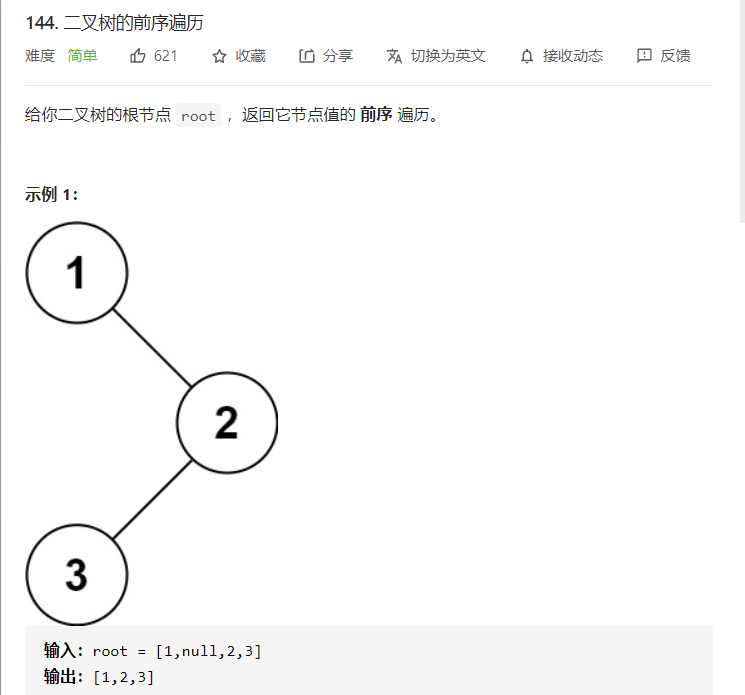 144. 二叉树的前序遍历
难度 简单 621 收藏 分享 切换为英文 接收动态 反馈
给你二叉树的根节点 root ，返回它节点值的 前序 遍历。
示例 1：
1
2
3
输入：root = [1,null,2,3]
输出：[1,2,3]